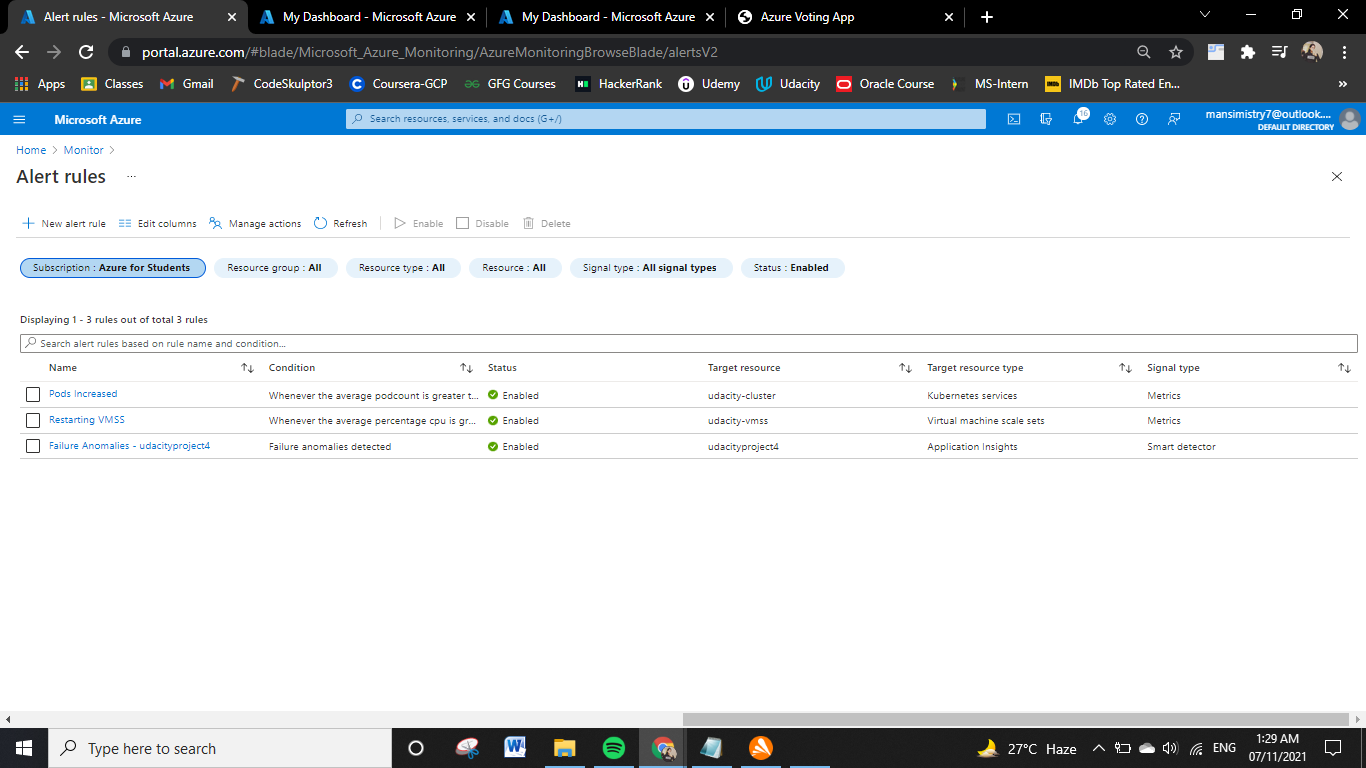 Alert rules - Microsoft Azure
My Dashboard - Microsoft Azure
My Dashboard - Microsoft Azure
Azure Voting App
portal.azure.com/#blade/Microsoft_Azure_Monitoring/AzureMonitoringBrowseBlade/alertsV2
Apps Classes Gmail CodeSkulptor3 Coursera-GCP GFG Courses HackerRank Udemy Udacity Oracle Course MS-Intern IMDb Top Rated En... »
Microsoft Azure Search resources, services, and docs (G+/) 16 mansimistry7@outlook....
DEFAULT DIRECTORY
Home > Monitor >
Alert rules ...
New alert rule Edit columns Manage actions Refresh Enable Disable Delete
Subscription : Azure for Students Resource group : All Resource type : All Resource : All Signal type : All signal types Status : Enabled
Displaying 1 - 3 rules out of total 3 rules
Search alert rules based on rule name and condition...
Name Condition Status Target resource Target resource type Signal type
Pods Increased Whenever the average podcount is greater t... Enabled udacity-cluster Kubernetes services Metrics
Restarting VMSS Whenever the average percentage cpu is gr... Enabled udacity-vmss Virtual machine scale sets Metrics
Failure Anomalies - udacityproject4 Failure anomalies detected Enabled udacityproject4 Application Insights Smart detector
Type here to search 27°C Haze ENG 1:29 AM
07/11/2021